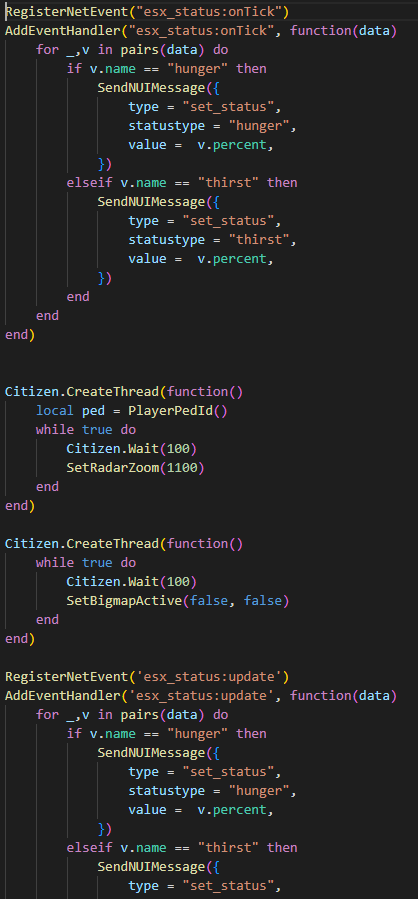 RegisterNetEvent("esx_status:onTick")
AddEventHandler("esx_status:onTick", function(data)
    for _,v in pairs(data) do
        if v.name == "hunger" then
            SendNUIMessage({
                type = "set_status",
                statustype = "hunger",
                value =  v.percent,
            })
        elseif v.name == "thirst" then
            SendNUIMessage({
                type = "set_status",
                statustype = "thirst",
                value =  v.percent,
            })
        end
    end
end)


Citizen.CreateThread(function()
    local ped = PlayerPedId()
    while true do
        Citizen.Wait(100)
        SetRadarZoom(1100)
    end
end)

Citizen.CreateThread(function()
    while true do
        Citizen.Wait(100)
        SetBigmapActive(false, false)
    end
end)

RegisterNetEvent('esx_status:update')
AddEventHandler('esx_status:update', function(data)
    for _,v in pairs(data) do
        if v.name == "hunger" then
            SendNUIMessage({
                type = "set_status",
                statustype = "hunger",
                value =  v.percent,
            })
        elseif v.name == "thirst" then
            SendNUIMessage({
                type = "set_status",